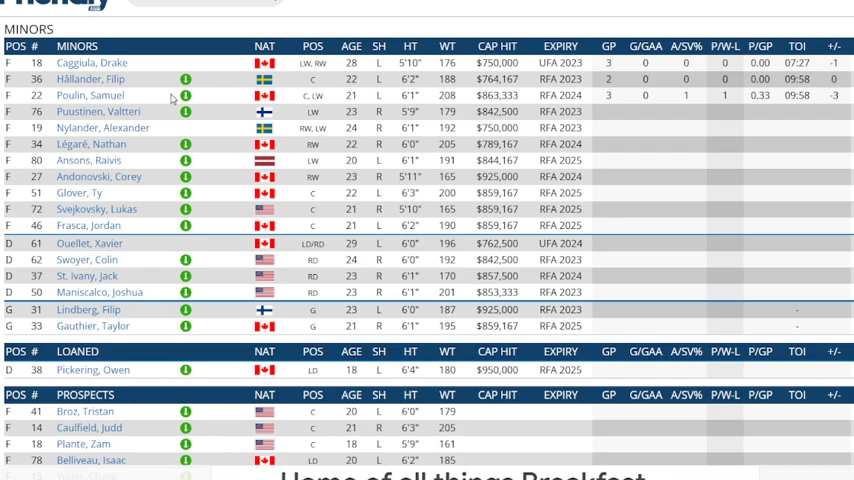 Friendly
MINORS
POS # MINORS NAT POS AGE SH HT WT CAP HIT EXPIRY GP G/GAA A/SV% P/W-L P/GP TOI +/-
F 18 Caggiula, Drake LW, RW 28 L 5'10" 176 $750,000 UFA 2023 3 0 0 0 0.00 07:27 -1
F 36 Hållander, Filip C 22 L 6'2" 188 $764,167 RFA 2023 2 0 0 0 0.00 09:58 0
F 22 Poulin, Samuel C, LW 21 L 6'1" 208 $863,334 RFA 2024 3 0 1 1 0.33 09:58 -3
F 76 Puustinen, Valtteri LW 23 R 5'9" 179 $842,500 RFA 2023
F 19 Nylander, Alexander RW, LW 24 R 6'1" 192 $750,000 RFA 2023
F 34 Légaré, Nathan RW 22 R 6'0" 205 $789,167 RFA 2024
F 80 Ansons, Raivis LW 20 L 6'1" 191 $844,167 RFA 2025
F 27 Andonovski, Corey RW 23 R 5'11" 165 $925,000 RFA 2024
F 51 Glover, Ty C 22 L 6'3" 200 $859,167 RFA 2025
F 72 Svejkovsky, Lukas C 21 R 5'10" 165 $859,167 RFA 2025
F 46 Frasca, Jordan C 21 L 6'2" 190 $859,167 RFA 2025
D 61 Ouellet, Xavier LD/RD 29 L 6'0" 196 $762,500 UFA 2024
D 62 Swoyer, Colin RD 24 R 6'0" 192 $842,500 RFA 2023
D 37 St. Ivany, Jack RD 23 R 6'1" 170 $857,500 RFA 2024
D 50 Maniscalco, Joshua RD 23 R 6'1" 201 $853,333 RFA 2023
G 31 Lindberg, Filip G 23 L 6'0" 187 $925,000 RFA 2023 -
G 33 Gauthier, Taylor G 21 L 6'1" 195 $859,167 RFA 2025 -
POS # LOANED NAT POS AGE SH HT WT CAP HIT EXPIRY GP G/GAA A/SV% P/W-L P/GP TOI +/-
D 38 Pickering, Owen LD 18 L 6'4" 180 $950,000 RFA 2025
POS # PROSPECTS NAT POS AGE SH HT WT CAP HIT EXPIRY GP G/GAA A/SV% P/W-L P/GP TOI +/-
F 41 Broz, Tristan C 20 L 6'0" 179
F 14 Caulfield, Judd C 21 R 6'3" 205
F 18 Plante, Zam C 18 L 5'9" 161
F 78 Belliveau, Isaac LD 20 L 6'2" 185
F 15 Yoder, Chase
Home of all things Breakfast